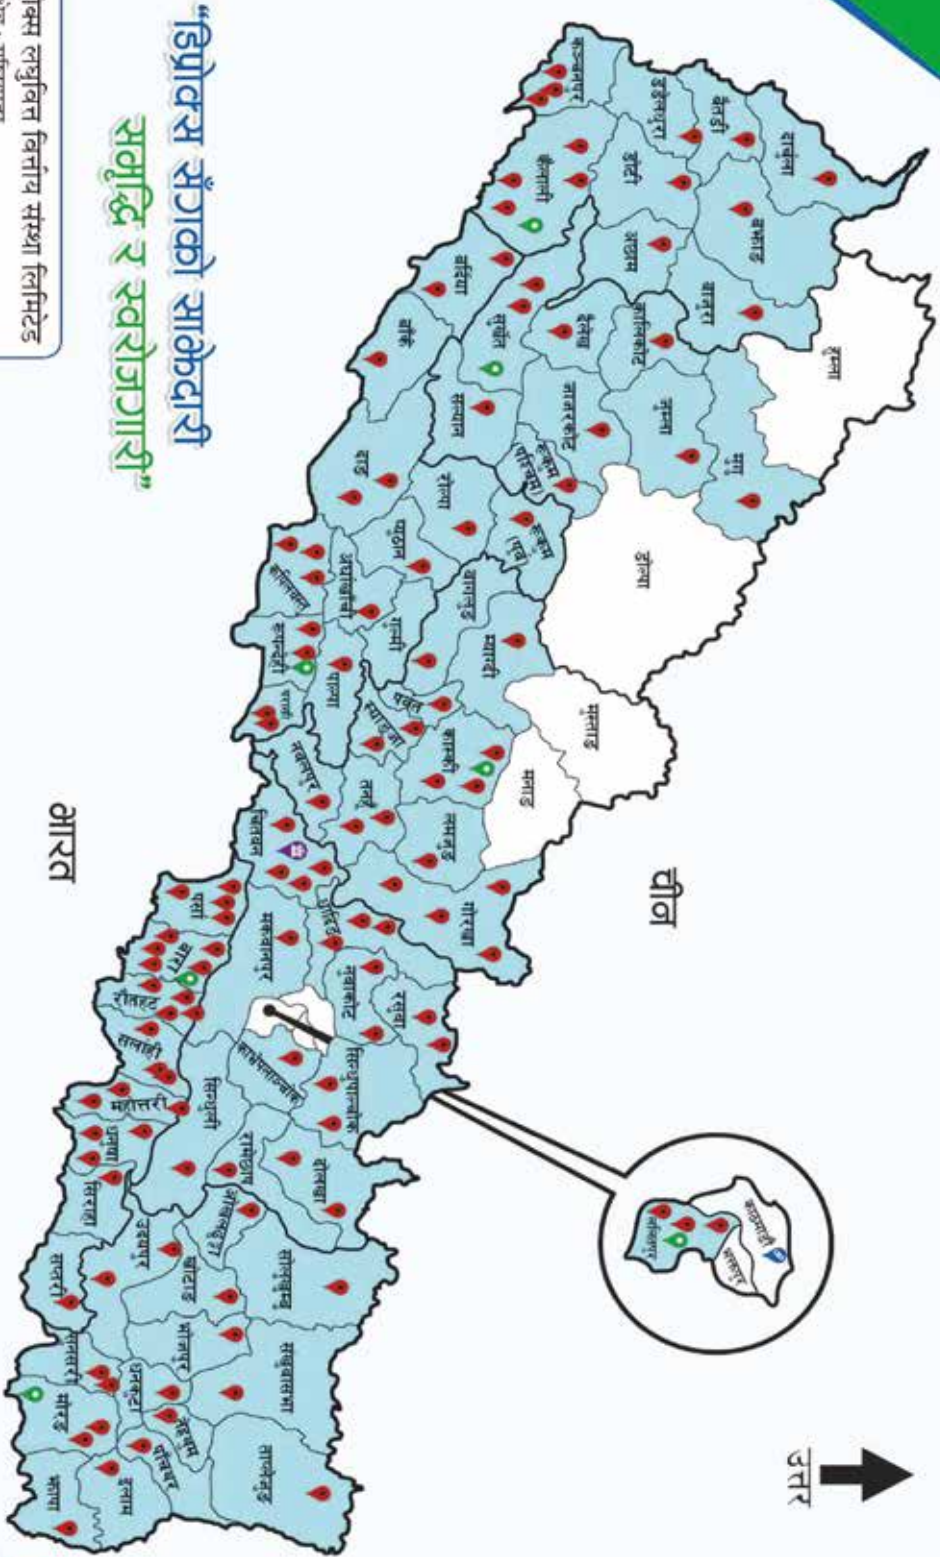 "डिप्रोक्स सँगको साझेदारी
समृद्धि र स्वरोजगारी"
क्स लघुवित्त वित्तीय संस्था लिमिटेड
चीन
भारत
उत्तर
दार्चुला
बैतडी
डडेल्धुरा
कञ्चनपुर
बझाङ
डोटी
कैलाली
अछाम
बाजुरा
हुम्ला
बर्दिया
सुर्खेत
दैलेख
कालिकोट
बाँके
सल्यान
जाजरकोट
जुम्ला
मुगु
रुकुम
(पश्चिम)
दाङ
रोल्पा
रुकुम
(पूर्व)
डोल्पा
प्यूठान
कपिलवस्तु
अर्घाखाँची
गुल्मी
बागलुङ
म्याग्दी
रुपन्देही
पाल्पा
पर्वत
स्याङ्जा
मुस्ताङ
परासी
नवलपुर
कास्की
मनाङ
तनहुँ
लमजुङ
चितवन
गोरखा
धादिङ
पर्सा
मकवानपुर
बारा
नुवाकोट
रसुवा
रौतहट
सर्लाही
काभ्रेपलाञ्चोक
सिन्धुपाल्चोक
महोत्तरी
सिन्धुली
धनुषा
रामेछाप
दोलखा
सिराहा
ओखलढुङ्गा
उदयपुर
सप्तरी
खोटाङ
सोलुखुम्बु
भोजपुर
संखुवासभा
सुनसरी
धनकुटा
मोरङ
तेह्रथुम
पाँचथर
ताप्लेजुङ
झापा
इलाम
काठमाडौं
भक्तपुर
ललितपुर